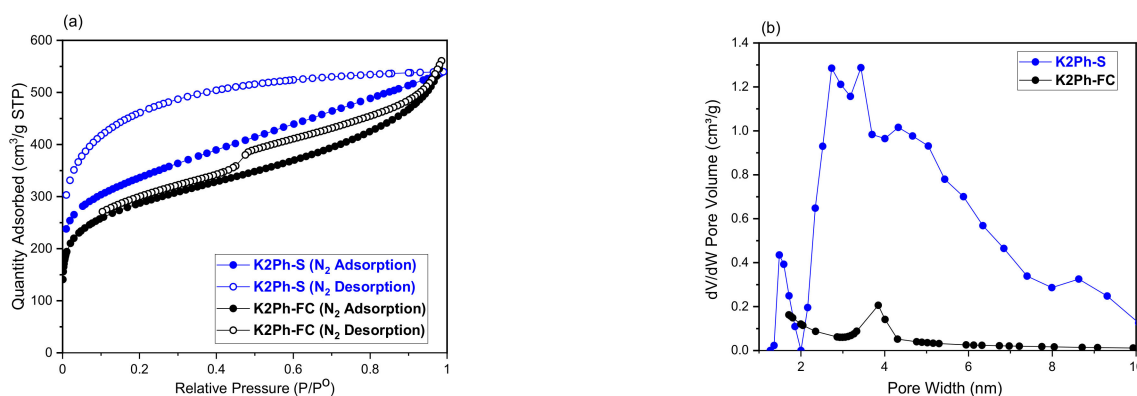 (a)
600
500
400
300
200
100
0
0
0.2
0.4
0.6
0.8
1
Quantity Adsorbed (cm³/g STP)
Relative Pressure (P/P⁰)
K2Ph-S (N₂ Adsorption)
K2Ph-S (N₂ Desorption)
K2Ph-FC (N₂ Adsorption)
K2Ph-FC (N₂ Desorption)
(b)
1.4
1.2
1.0
0.8
0.6
0.4
0.2
0.0
2
4
6
8
10
dV/dW Pore Volume (cm³/g)
Pore Width (nm)
K2Ph-S
K2Ph-FC